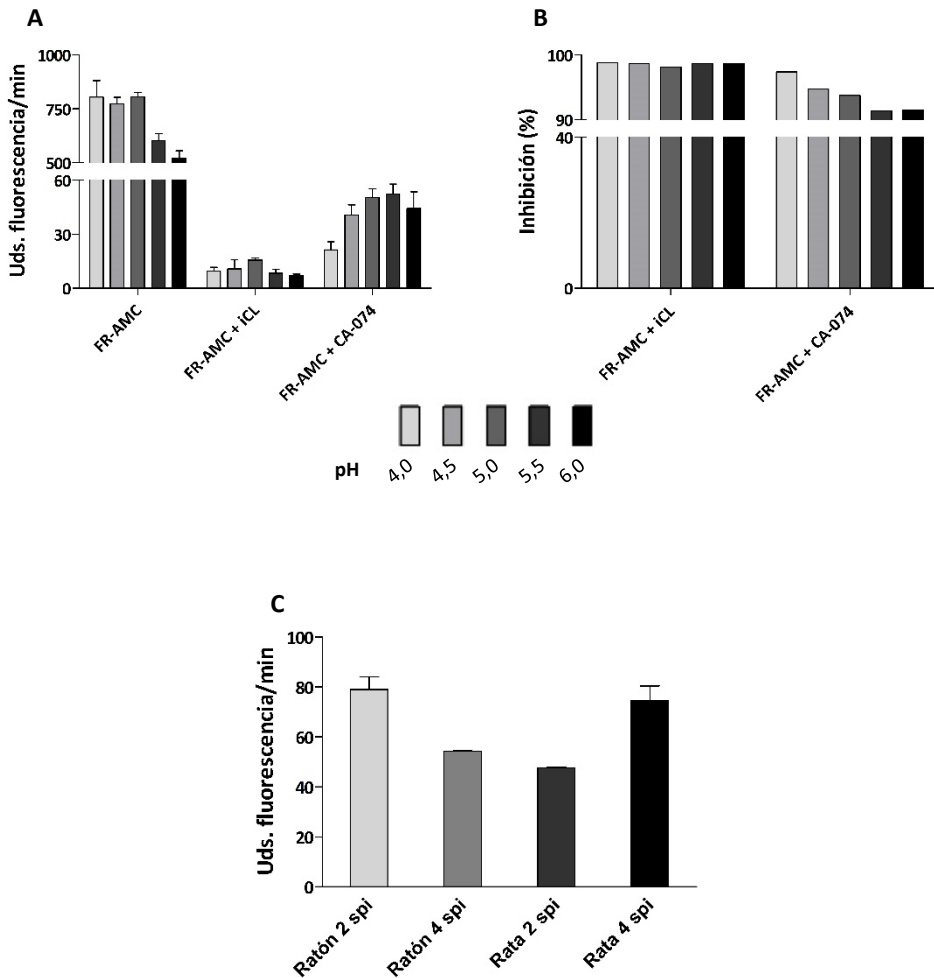 A
Uds. fluorescencia/min
1000
750
500
60
30
0
FR-AMC
FR-AMC + iCL
FR-AMC + CA-074
B
Inhibición (%)
100
90
40
0
FR-AMC + iCL
FR-AMC + CA-074
pH
4,0
4,5
5,0
5,5
6,0
C
Uds. fluorescencia/min
100
80
60
40
20
0
Ratón 2 spi
Ratón 4 spi
Rata 2 spi
Rata 4 spi